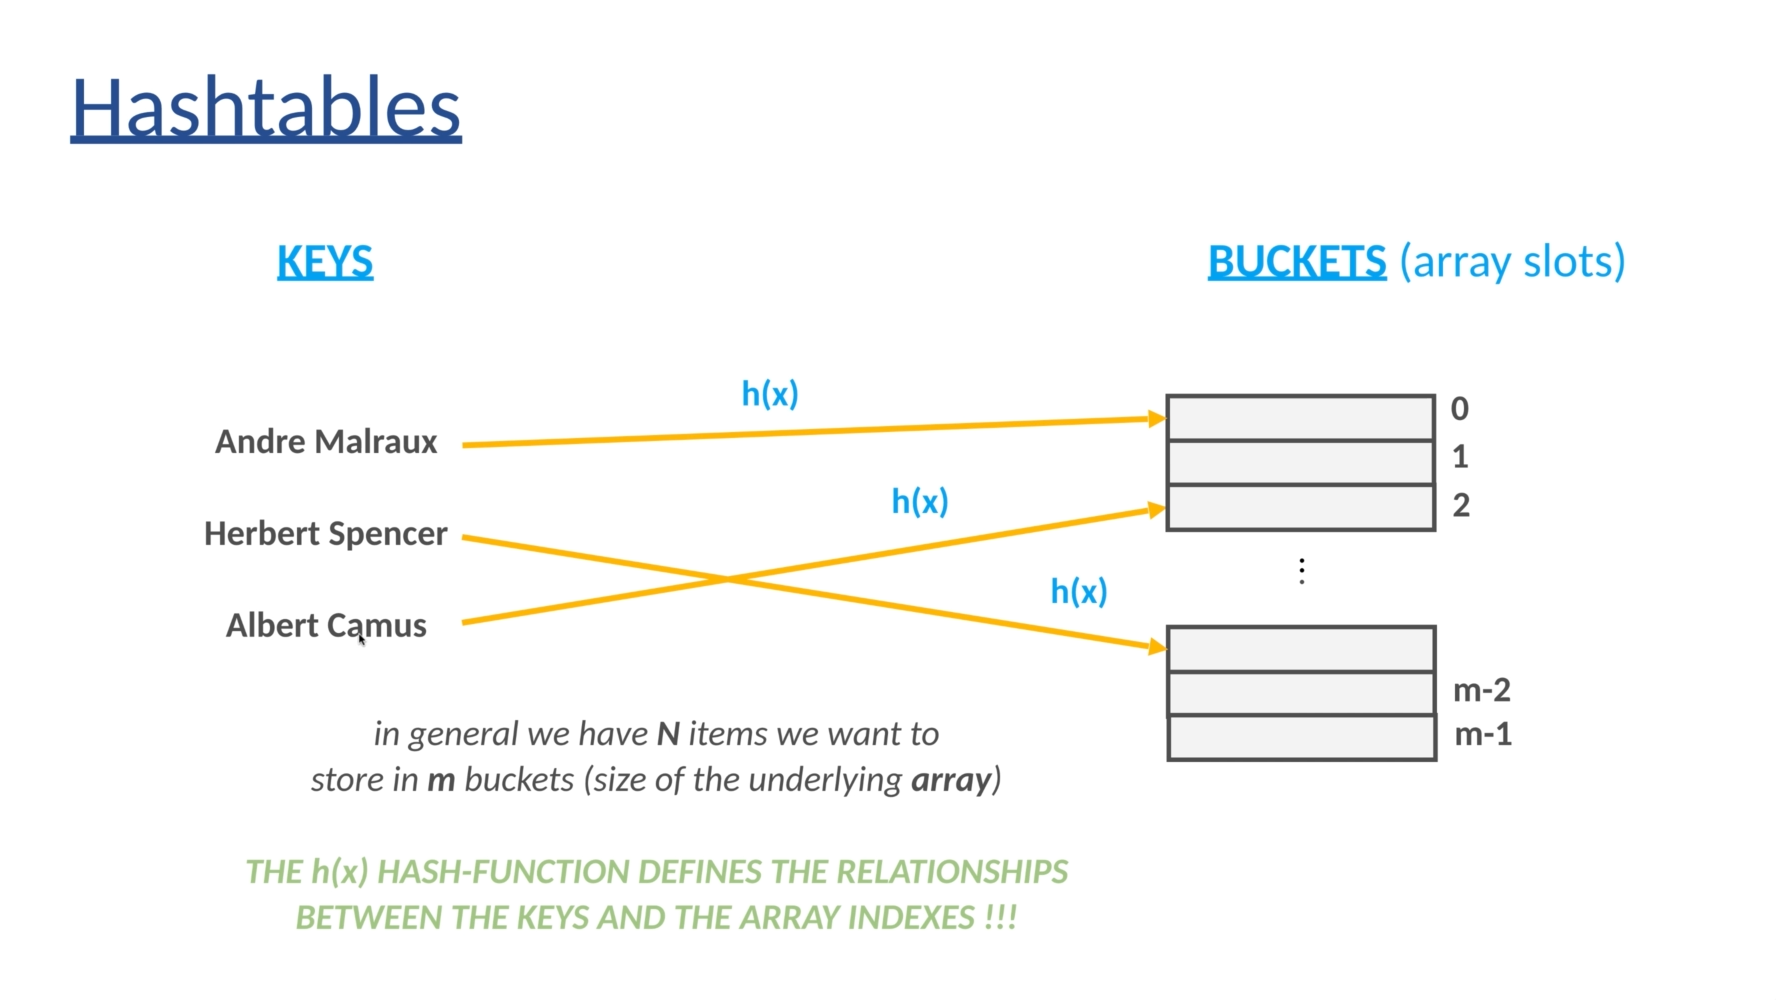 Hashtables
KEYS
BUCKETS (array slots)
h(x)
Andre Malraux
0
1
h(x)
2
Herbert Spencer
h(x)
Albert Camus
m-2
m-1
in general we have N items we want to
store in m buckets (size of the underlying array)
THE h(x) HASH-FUNCTION DEFINES THE RELATIONSHIPS
BETWEEN THE KEYS AND THE ARRAY INDEXES !!!